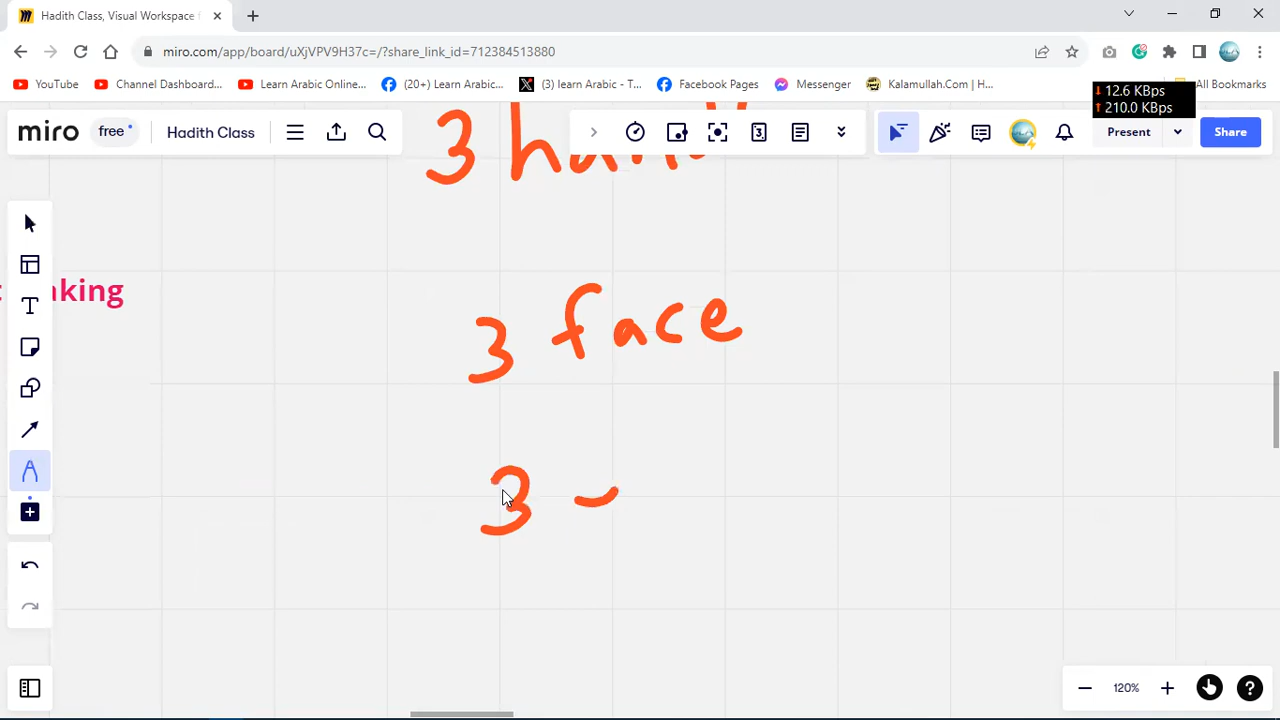 Hadith Class, Visual Workspace f
miro.com/app/board/uXjVPV9H37c=/?share_link_id=712384513880
YouTube Channel Dashboard... Learn Arabic Online... (20+) Learn Arabic... (3) learn Arabic - T... Facebook Pages Messenger Kalamullah.Com | H... All Bookmarks
↓ 12.6 KBps
↑ 210.0 KBps
miro free Hadith Class Present Share
3
3 face
aking
3 -
120%